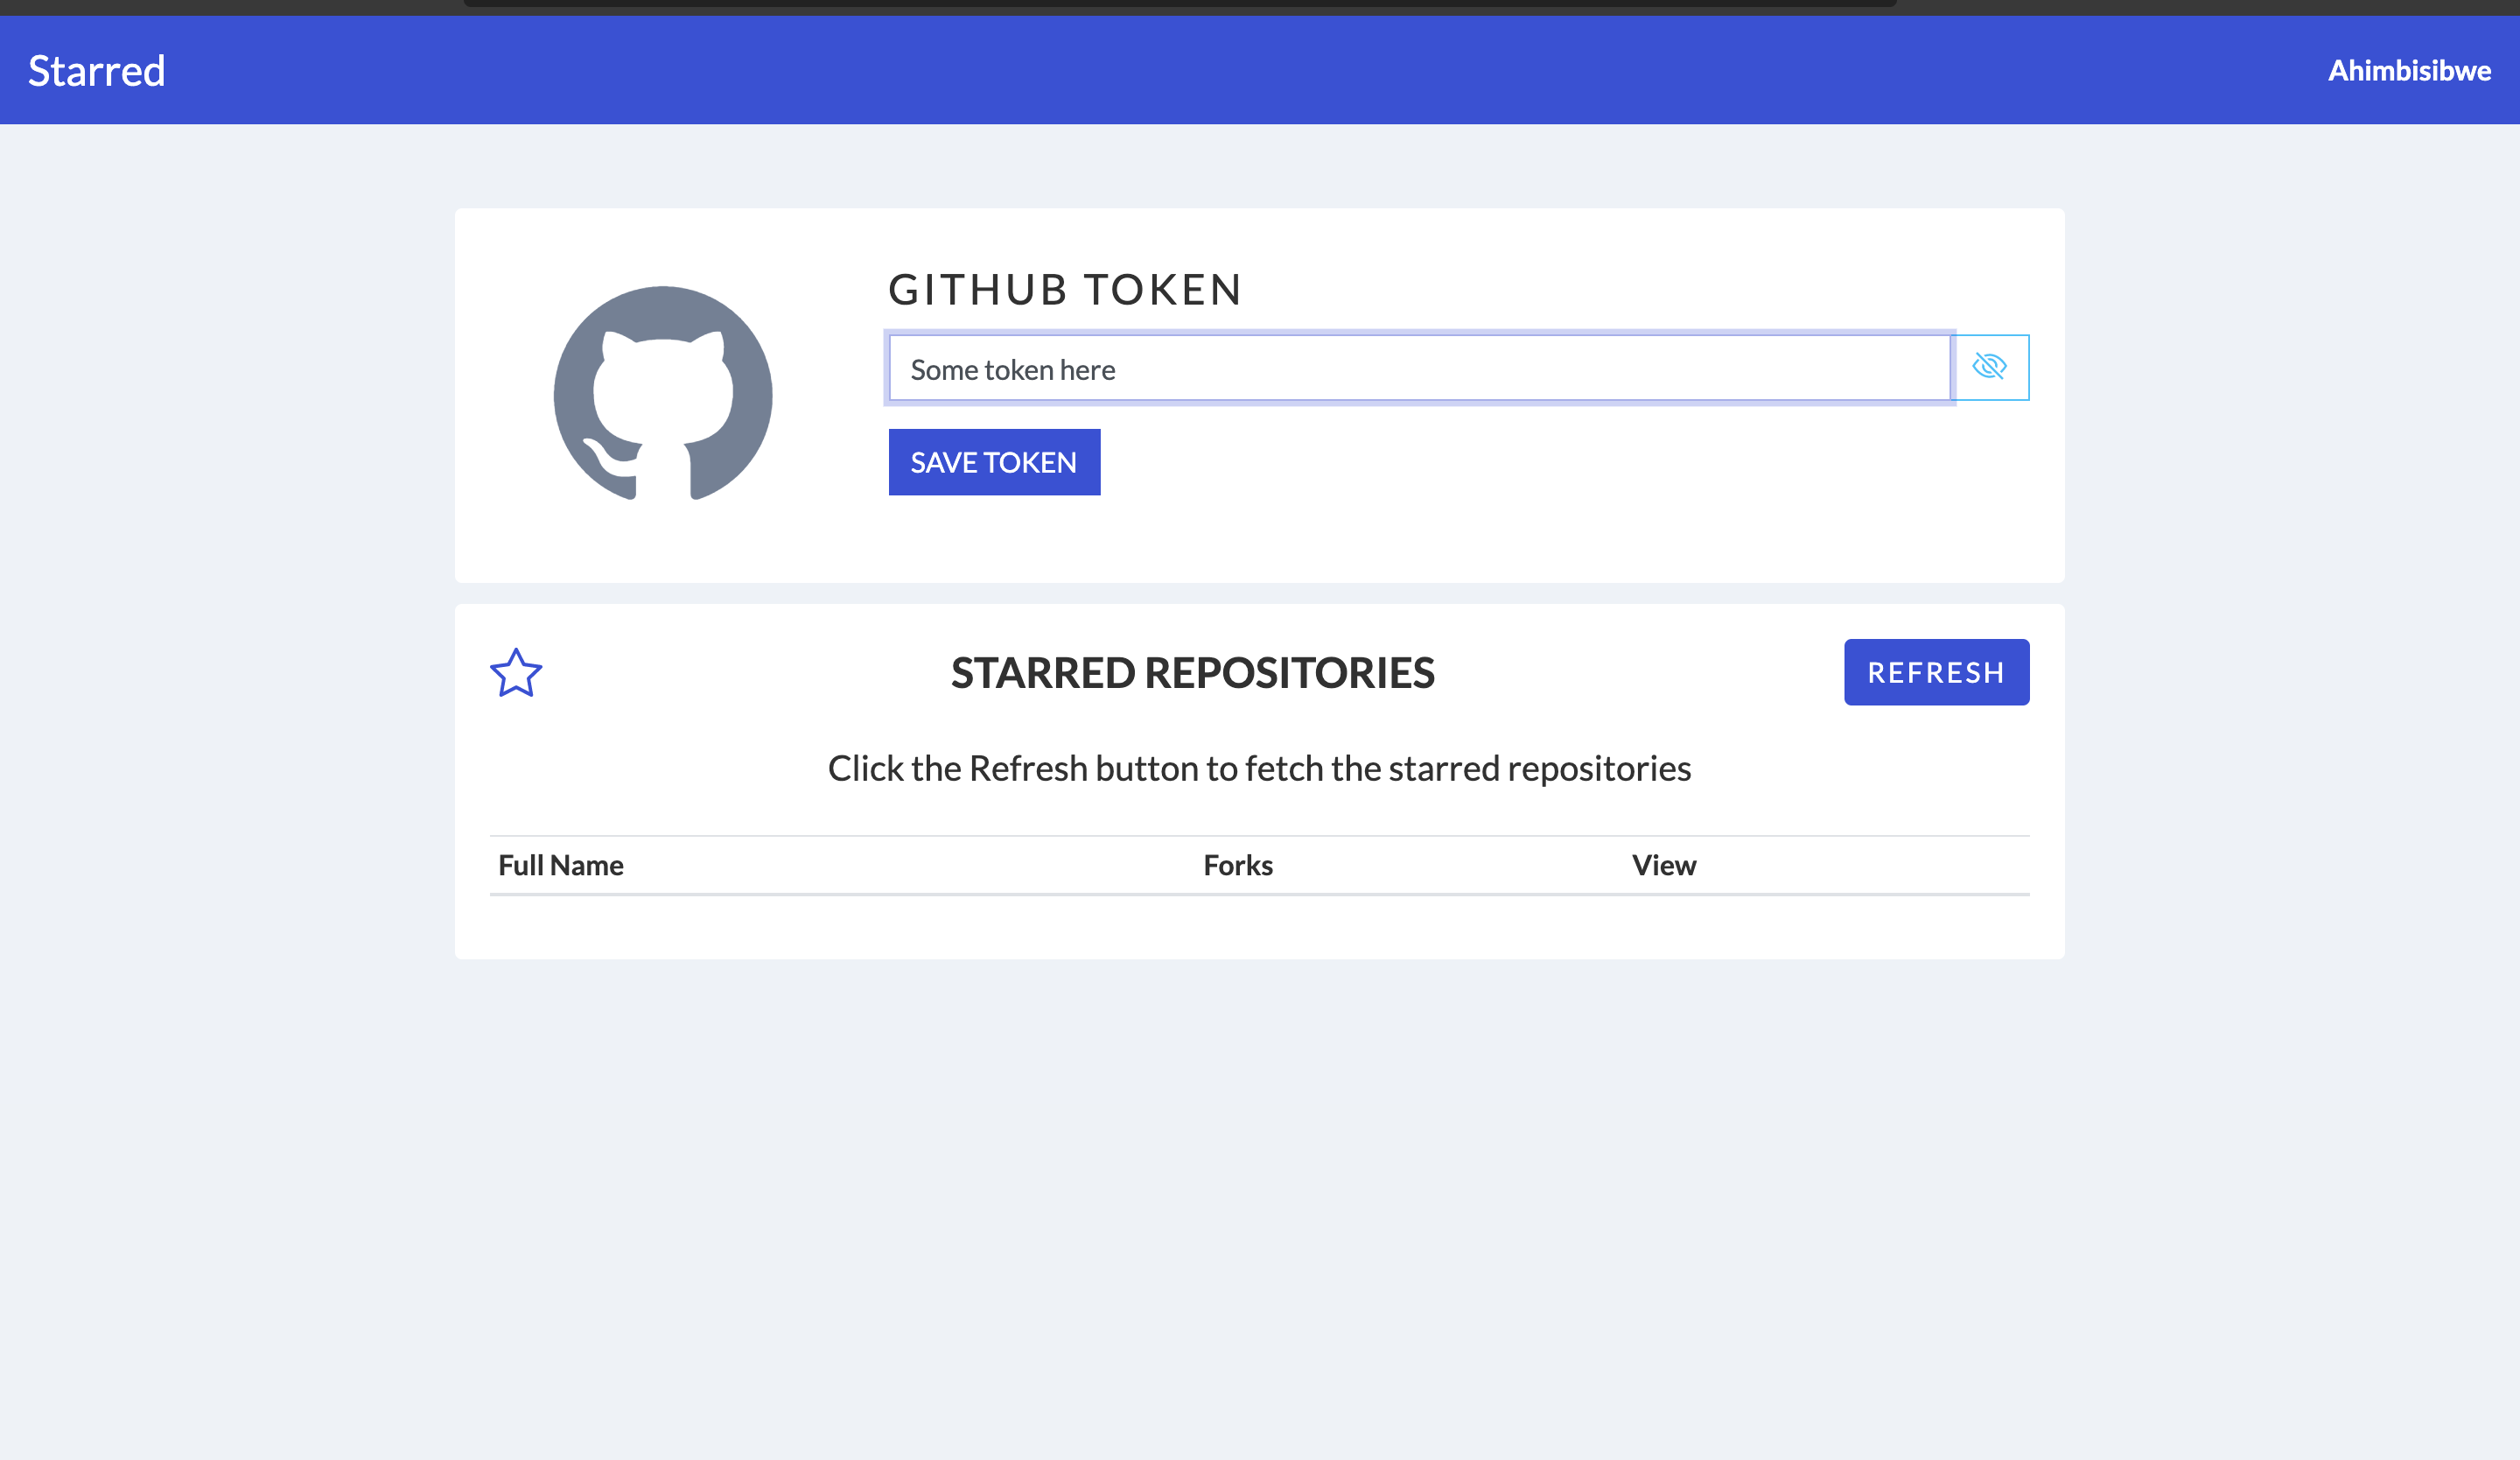 Starred
Ahimbisibwe
GITHUB TOKEN
Some token here
SAVE TOKEN
STARRED REPOSITORIES
REFRESH
Click the Refresh button to fetch the starred repositories
Full Name Forks View